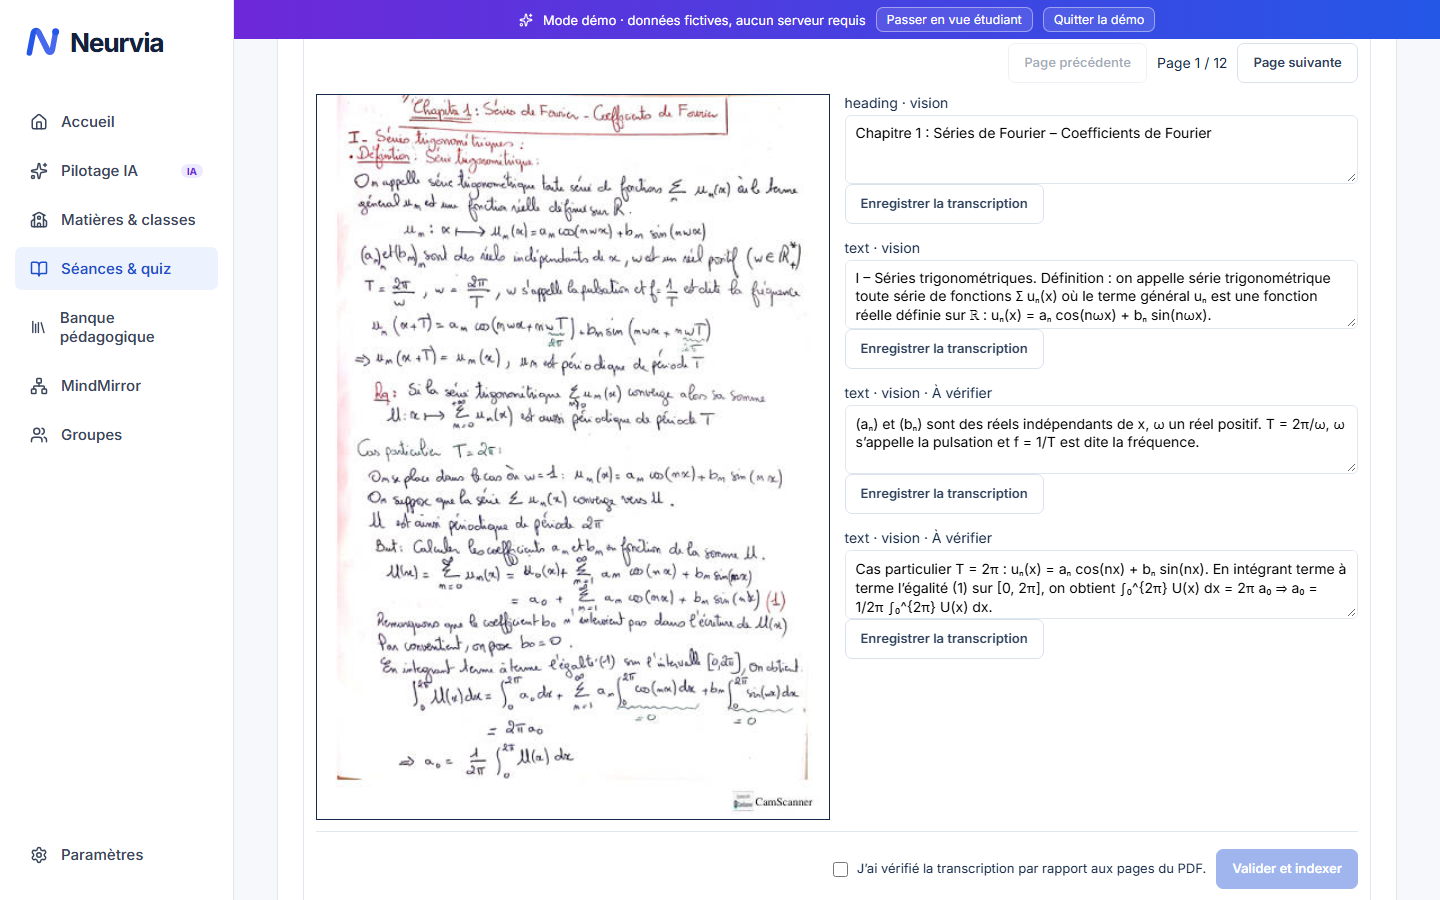 Neurvia
Mode démo · données fictives, aucun serveur requis
Passer en vue étudiant
Quitter la démo
Accueil
Pilotage IA
IA
Matières & classes
Séances & quiz
Banque
pédagogique
MindMirror
Groupes
Paramètres
Page précédente
Page 1 / 12
Page suivante
Chapitre 1 : Séries de Fourier - Coefficients de Fourier
I - Séries trigonométriques :
• Définition : Série trigonométrique :
On appelle série trigonométrique toute série de fonctions Σ uₙ(x) où le terme
général uₙ est une fonction réelle définie sur R.
uₙ : x ⟼ uₙ(x) = aₙ cos(nωx) + bₙ sin(nωx)
(aₙ) et (bₙ) sont des réels indépendants de x, ω est un réel positif (ω ∈ R*₊)
T = 2π/ω , ω = 2π/T , ω s'appelle la pulsation et f = 1/T est dite la fréquence
uₙ(x+T) = aₙ cos(nωx + nωT) + bₙ sin(nωx + nωT)
2π 2π
⇒ uₙ(x+T) = uₙ(x) , uₙ est périodique de période T
Rq : Si la série trigonométrique Σ uₙ(x) converge alors sa somme
U : x ⟼ Σ uₙ(x) est aussi périodique de période T
Cas particulier T = 2π :
On se place dans le cas où ω = 1 : uₙ(x) = aₙ cos(nx) + bₙ sin(nx)
On suppose que la série Σ uₙ(x) converge vers U.
U est ainsi périodique de période 2π
But : Calculer les coefficients aₙ et bₙ en fonction de la somme U.
U(x) = Σ uₙ(x) = u₀(x) + Σ aₙ cos(nx) + bₙ sin(nx)
= a₀ + Σ aₙ cos(nx) + bₙ sin(nx) (1)
Remarquons que le coefficient b₀ n'intervient pas dans l'écriture de U(x)
Par convention, on pose b₀ = 0.
En integrant terme à terme l'égalité (1) sur l'intervalle [0,2π], on obtient
∫₀^2π U(x) dx = ∫₀^2π a₀ dx + Σ aₙ ∫₀^2π cos(nx) dx + bₙ ∫₀^2π sin(nx) dx
= 0 = 0
= 2π a₀
⇒ a₀ = 1/2π ∫₀^2π U(x) dx
CamScanner
heading · vision
Chapitre 1 : Séries de Fourier – Coefficients de Fourier
Enregistrer la transcription
text · vision
I – Séries trigonométriques. Définition : on appelle série trigonométrique
toute série de fonctions Σ uₙ(x) où le terme général uₙ est une fonction
réelle définie sur ℝ : uₙ(x) = aₙ cos(nωx) + bₙ sin(nωx).
Enregistrer la transcription
text · vision · À vérifier
(aₙ) et (bₙ) sont des réels indépendants de x, ω un réel positif. T = 2π/ω, ω
s’appelle la pulsation et f = 1/T est dite la fréquence.
Enregistrer la transcription
text · vision · À vérifier
Cas particulier T = 2π : uₙ(x) = aₙ cos(nx) + bₙ sin(nx). En intégrant terme à
terme l’égalité (1) sur [0, 2π], on obtient ∫₀^{2π} U(x) dx = 2π a₀ ⇒ a₀ =
1/2π ∫₀^{2π} U(x) dx.
Enregistrer la transcription
J’ai vérifié la transcription par rapport aux pages du PDF.
Valider et indexer